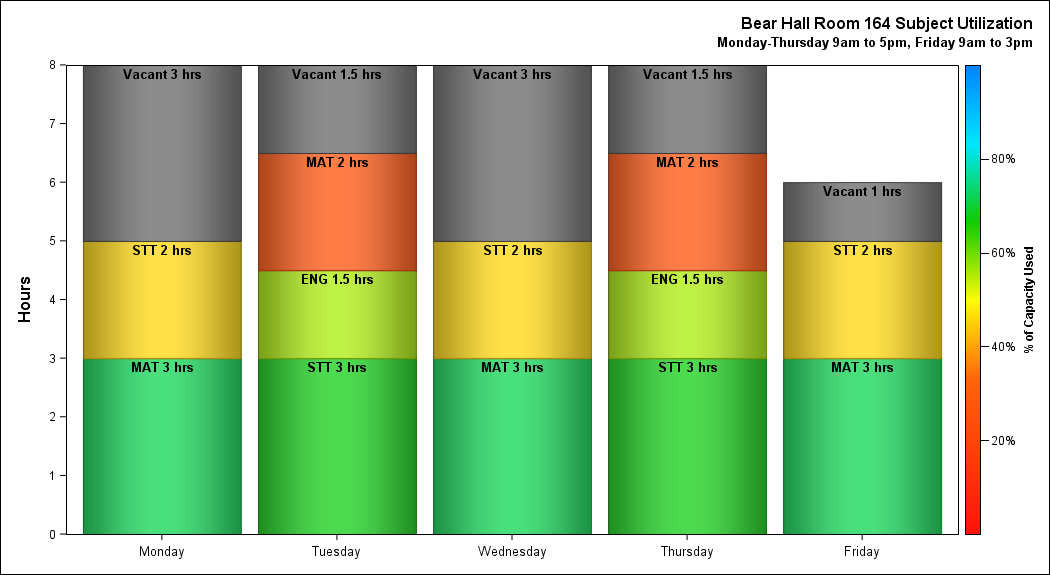 Bear Hall Room 164 Subject Utilization
Monday-Thursday 9am to 5pm, Friday 9am to 3pm
Hours
8
7
6
5
4
3
2
1
0
Vacant 3 hrs
STT 2 hrs
MAT 3 hrs
Monday
Vacant 1.5 hrs
MAT 2 hrs
ENG 1.5 hrs
STT 3 hrs
Tuesday
Vacant 3 hrs
STT 2 hrs
MAT 3 hrs
Wednesday
Vacant 1.5 hrs
MAT 2 hrs
ENG 1.5 hrs
STT 3 hrs
Thursday
Vacant 1 hrs
STT 2 hrs
MAT 3 hrs
Friday
80%
60%
40%
20%
% of Capacity Used